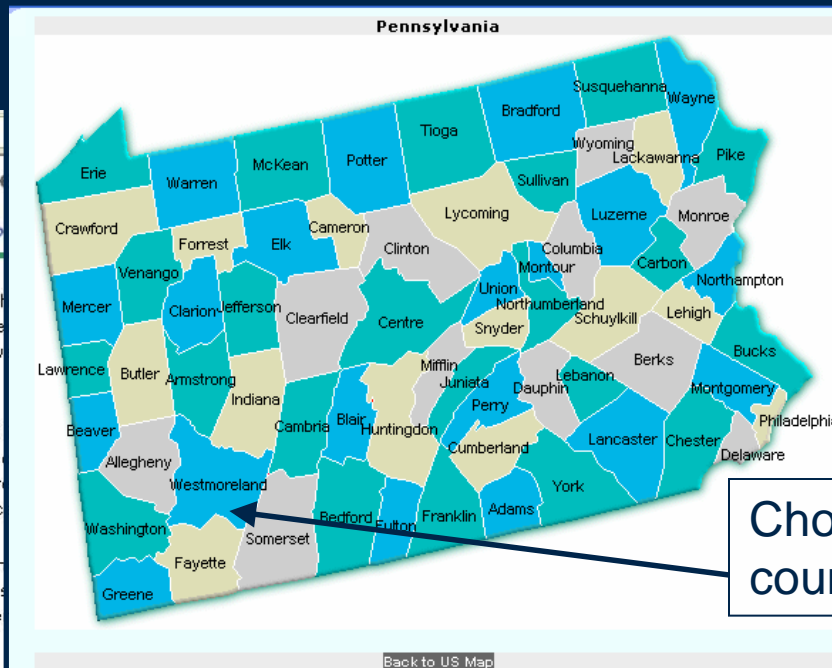 Pennsylvania
Susquehanna
Wayne
Bradford
Tioga
Wyoming
Lackawanna
Pike
Erie
Warren
McKean
Potter
Sullivan
Crawford
Forrest
Elk
Cameron
Lycoming
Luzerne
Monroe
Clinton
Columbia
Venango
Montour
Carbon
Northampton
Mercer
Clarion
Jefferson
Clearfield
Centre
Union
Northumberland
Schuylkill
Lehigh
Snyder
Lawrence
Butler
Armstrong
Mifflin
Juniata
Dauphin
Lebanon
Berks
Bucks
Indiana
Montgomery
Beaver
Cambria
Blair
Huntingdon
Perry
Philadelphia
Allegheny
Cumberland
Lancaster
Chester
Delaware
Westmoreland
York
Washington
Somerset
Bedford
Fulton
Franklin
Adams
Fayette
Greene
Cho
cour
Back to US Map